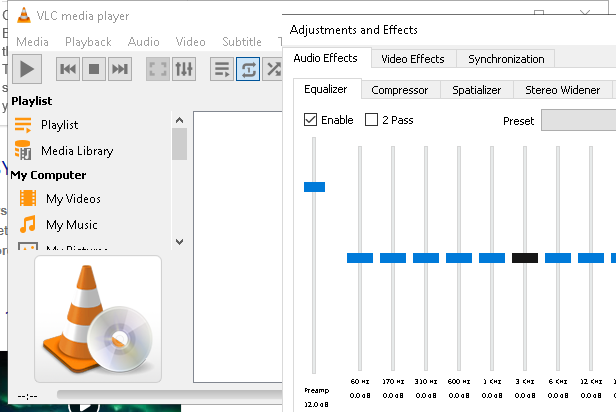 VLC media player
Media Playback Audio Video Subtitle
Playlist
Playlist
Media Library
My Computer
My Videos
My Music
My Pictures
--:--
Adjustments and Effects
Audio Effects Video Effects Synchronization
Equalizer Compressor Spatializer Stereo Widener
Enable 2 Pass Preset
60 Hz 170 Hz 310 Hz 600 Hz 1 KHz 3 KHz 6 KHz 12 KHz
Preamp 0.0 dB 0.0 dB 0.0 dB 0.0 dB 0.0 dB 0.0 dB 0.0 dB 0.0 dB
12.0 dB